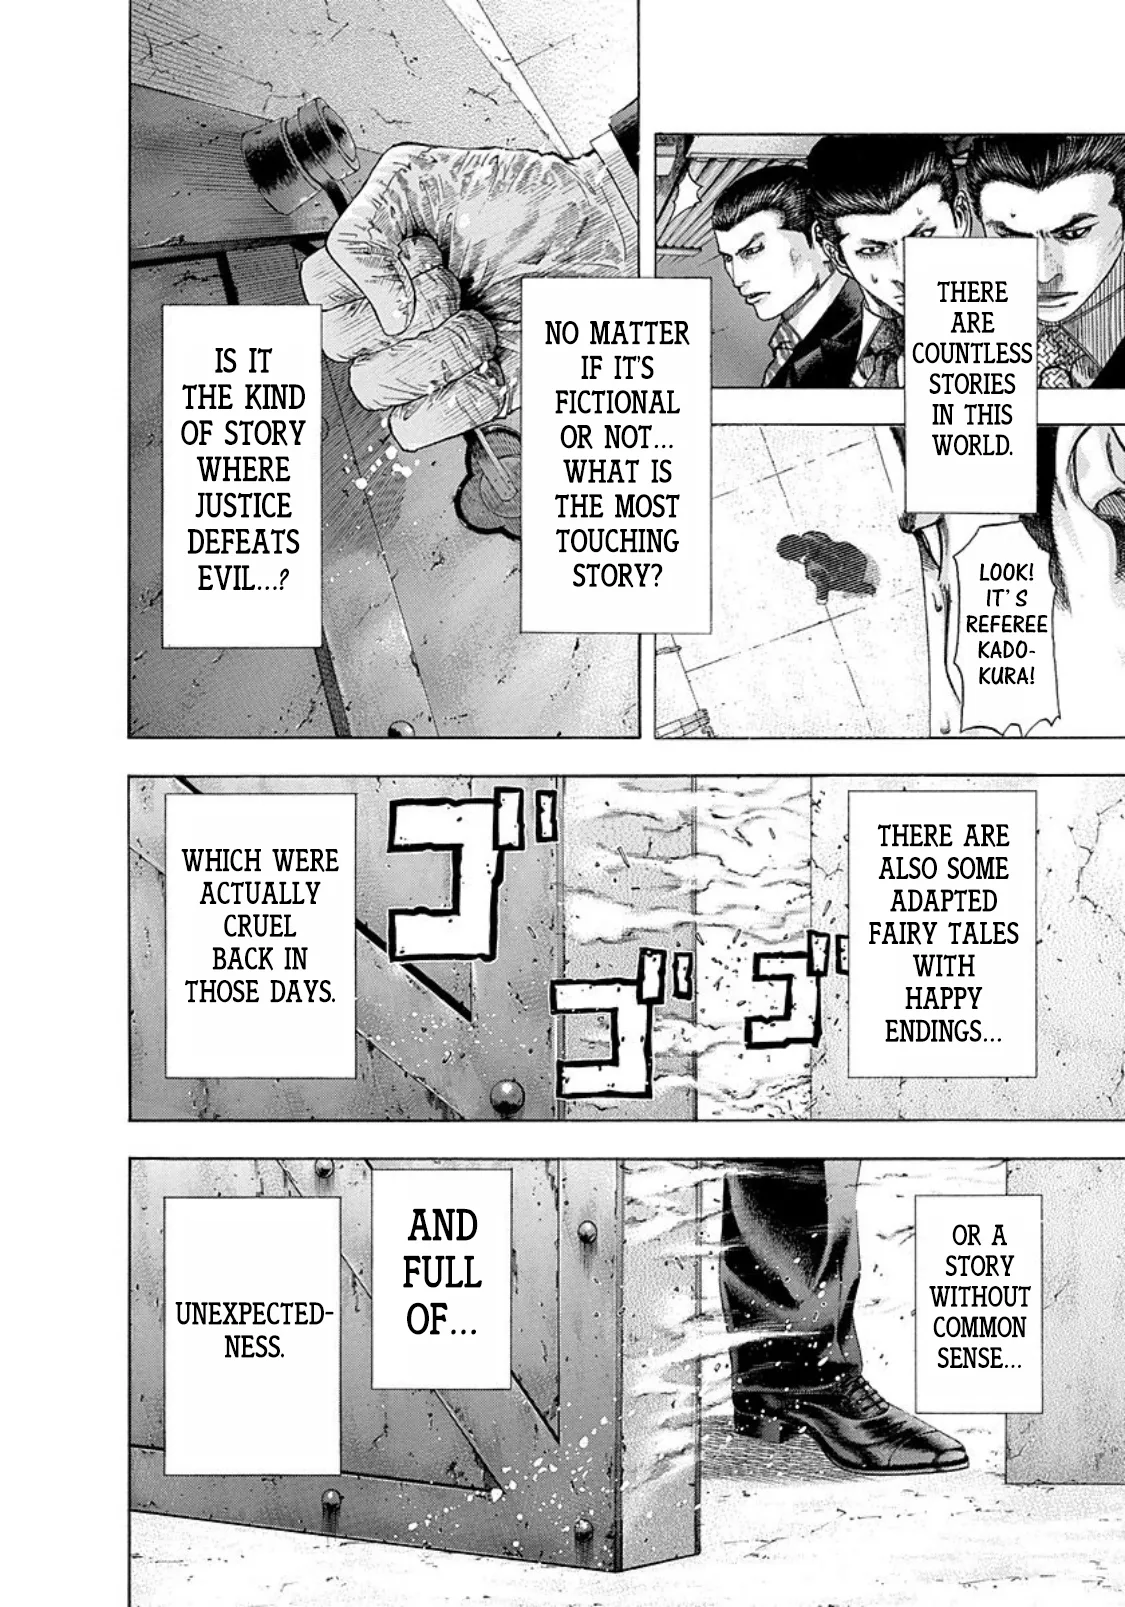 THERE
ARE
COUNTLESS
STORIES
IN THIS
WORLD.
LOOK!
IT'S
REFEREE
KADO-
KURA!
NO MATTER
IF IT'S
FICTIONAL
OR NOT...
WHAT IS
THE MOST
TOUCHING
STORY?
IS IT
THE KIND
OF STORY
WHERE
JUSTICE
DEFEATS
EVIL...?
THERE ARE
ALSO SOME
ADAPTED
FAIRY TALES
WITH
HAPPY
ENDINGS...
ゴ
ゴ
ゴ
WHICH WERE
ACTUALLY
CRUEL
BACK IN
THOSE DAYS.
OR A
STORY
WITHOUT
COMMON
SENSE...
AND
FULL
OF...
UNEXPECTED-
NESS.